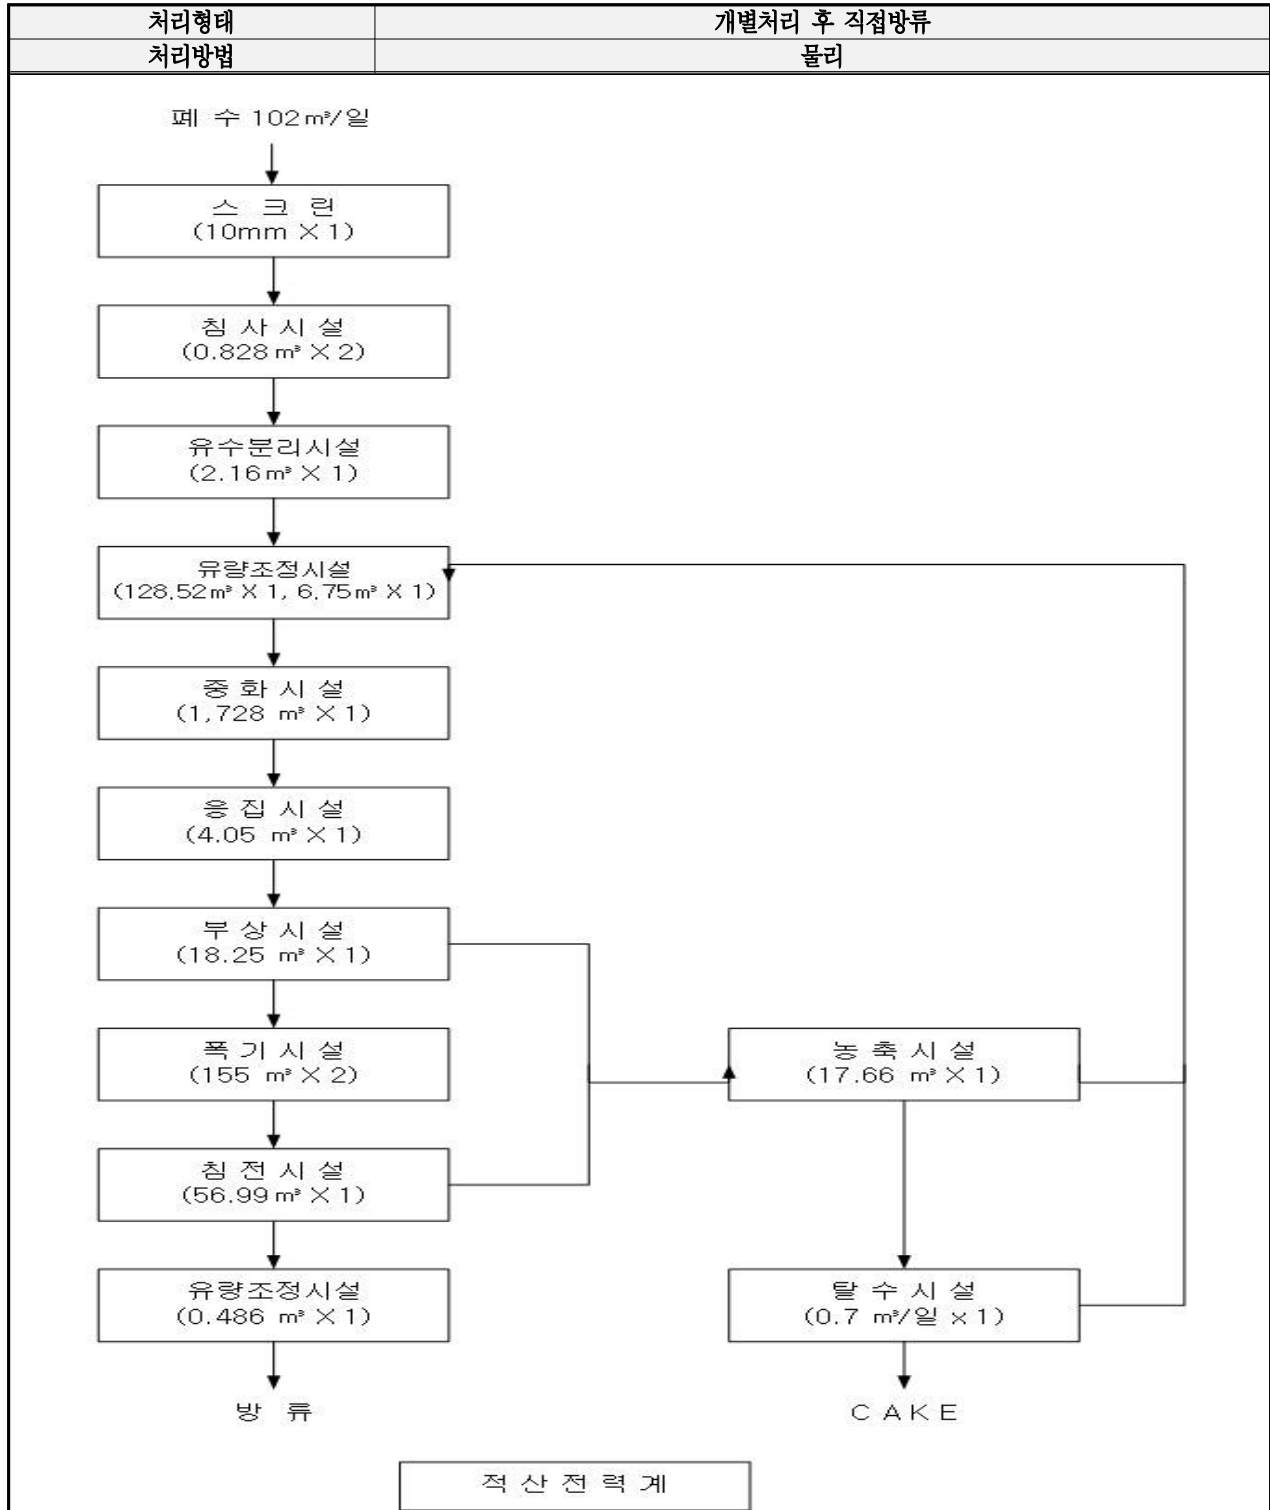 처리형태 개별처리 후 직접방류
처리방법 물리
폐 수 102㎥/일
스 크 린
(10mm X 1)
침 사 시 설
(0.828㎥ X 2)
유수분리시설
(2.16㎥ X 1)
유량조정시설
(128.52㎥ X 1, 6.75㎥ X 1)
중 화 시 설
(1,728 ㎥ X 1)
응 집 시 설
(4.05 ㎥ X 1)
부 상 시 설
(18.25 ㎥ X 1)
폭 기 시 설
(155 ㎥ X 2)
농 축 시 설
(17.66 ㎥ X 1)
침 전 시 설
(56.99㎥ X 1)
유량조정시설
(0.486 ㎥ X 1)
탈 수 시 설
(0.7 ㎥/일 x 1)
방 류
C A K E
적 산 전 력 계